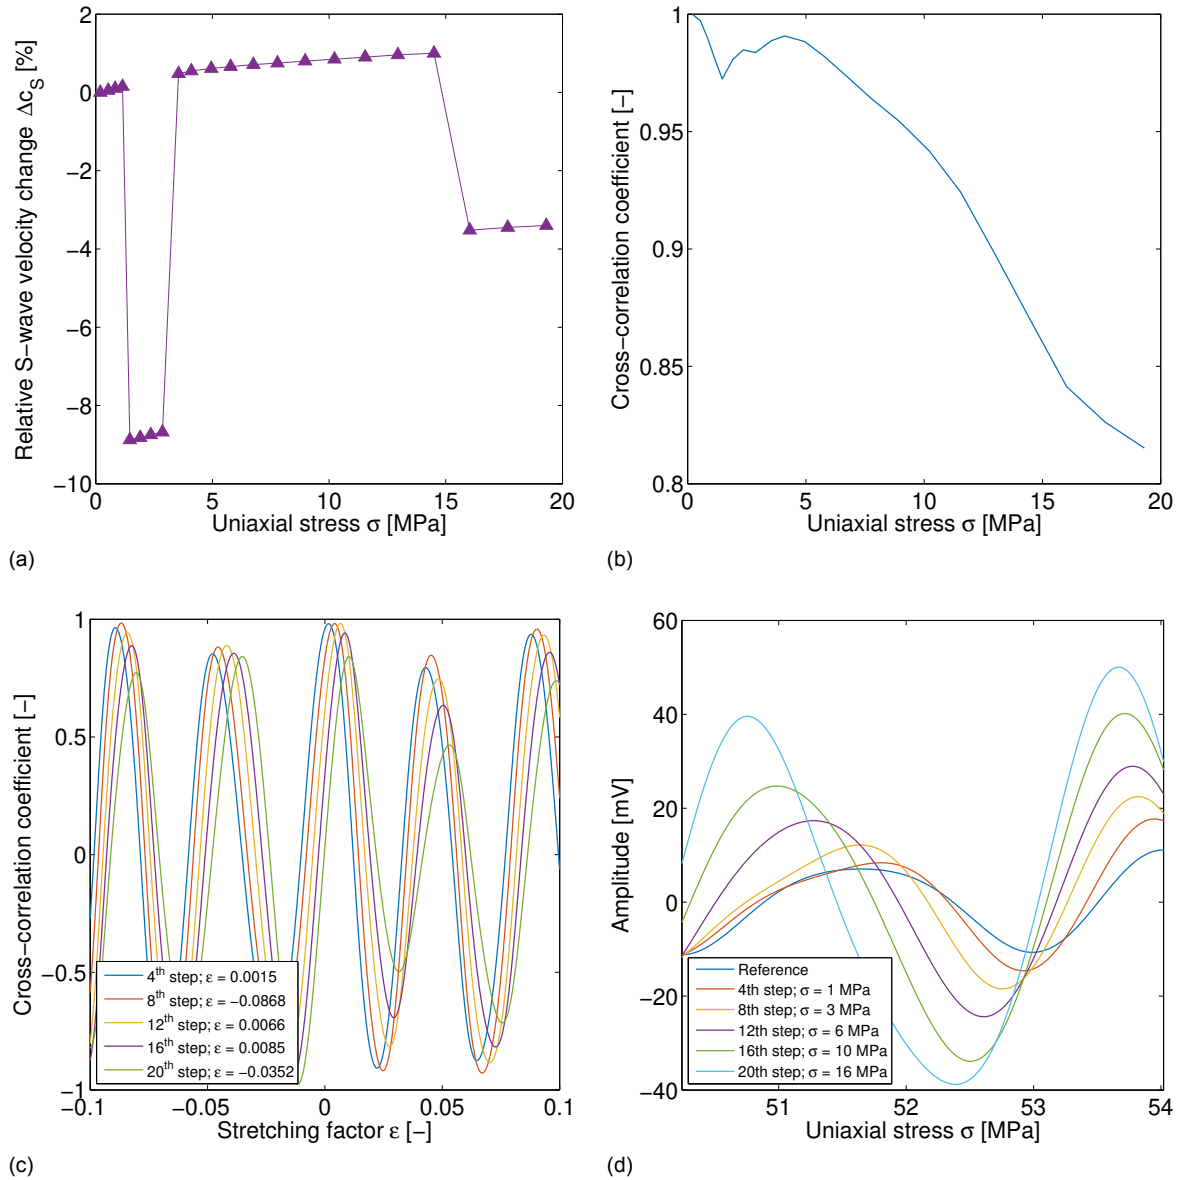 2
0
−2
−4
−6
−8
−10
0
5
10
15
20
Relative S−wave velocity change Δc_S [%]
Uniaxial stress σ [MPa]
(a)
1
0.95
0.9
0.85
0.8
0
5
10
15
20
Cross−correlation coefficient [−]
Uniaxial stress σ [MPa]
(b)
1
0.5
0
−0.5
−1
−0.1
−0.05
0
0.05
0.1
Cross−correlation coefficient [−]
Stretching factor ε [−]
4th step; ε = 0.0015
8th step; ε = −0.0868
12th step; ε = 0.0066
16th step; ε = 0.0085
20th step; ε = −0.0352
(c)
60
40
20
0
−20
−40
51
52
53
54
Amplitude [mV]
Uniaxial stress σ [MPa]
Reference
4th step; σ = 1 MPa
8th step; σ = 3 MPa
12th step; σ = 6 MPa
16th step; σ = 10 MPa
20th step; σ = 16 MPa
(d)